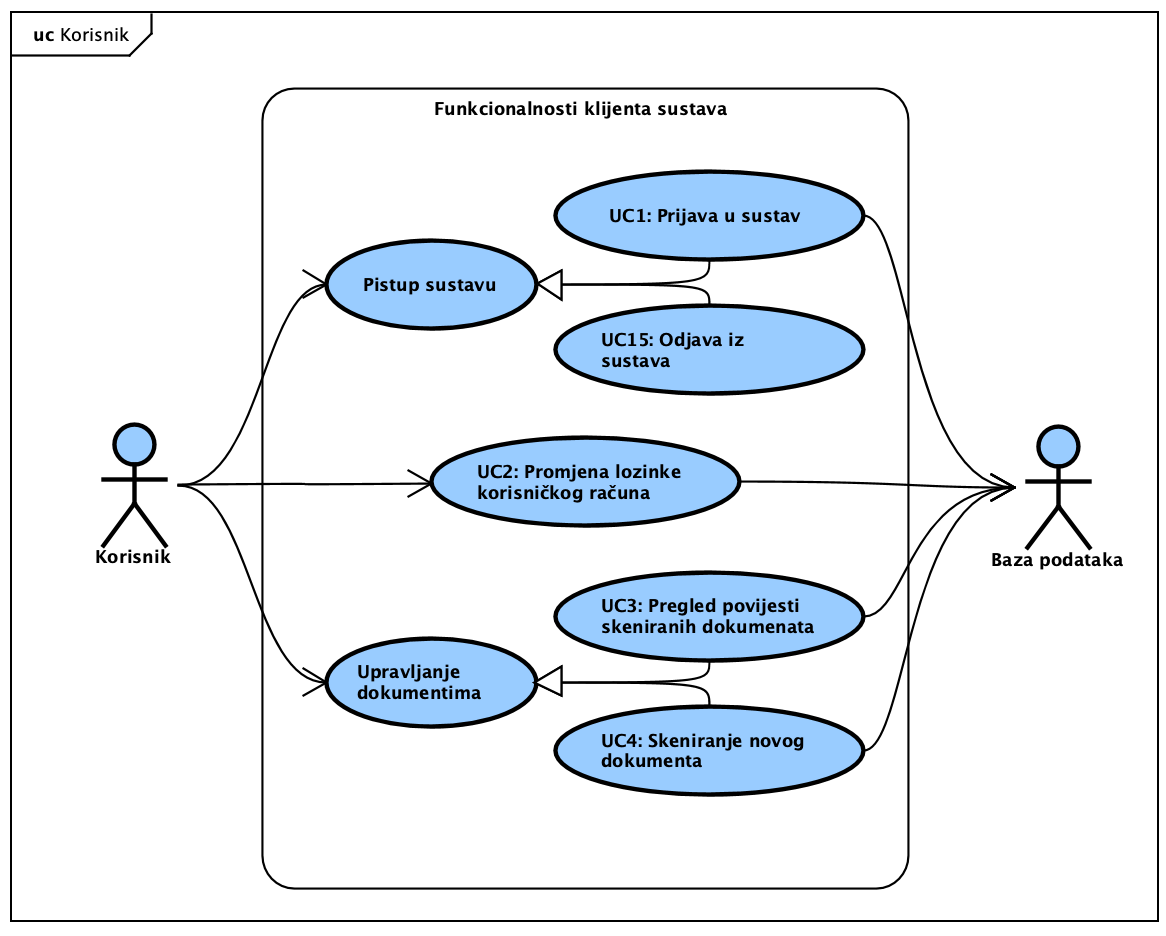 uc Korisnik
Funkcionalnosti klijenta sustava
UC1: Prijava u sustav
Pistup sustavu
UC15: Odjava iz
sustava
UC2: Promjena lozinke
korisničkog računa
Korisnik
Baza podataka
UC3: Pregled povijesti
skeniranih dokumenata
Upravljanje
dokumentima
UC4: Skeniranje novog
dokumenta